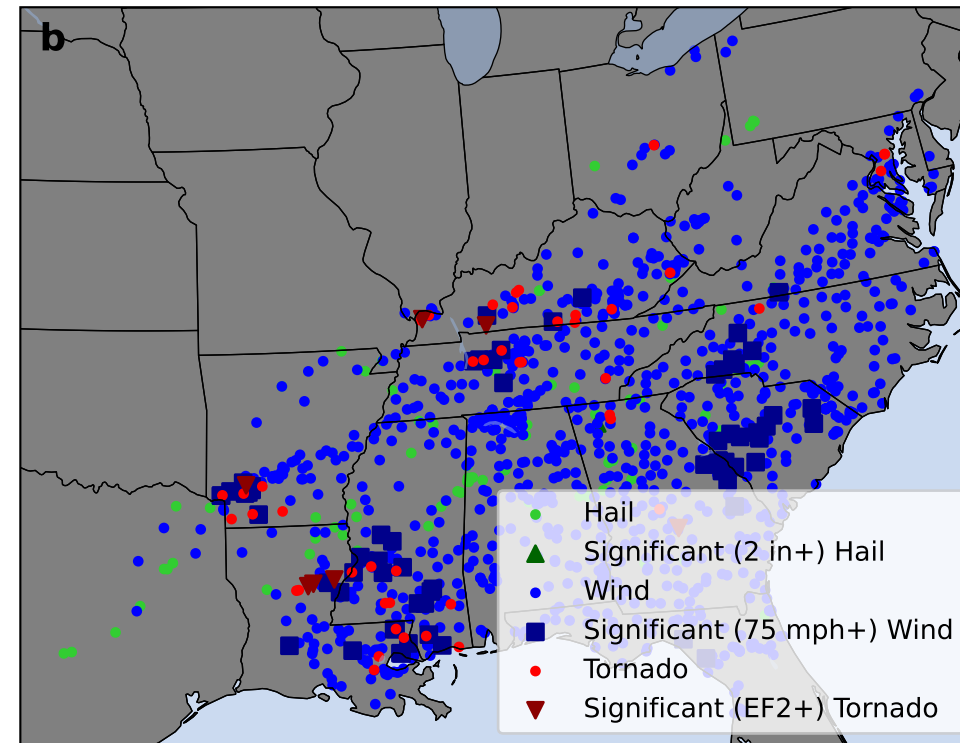 b
Hail
Significant (2 in+) Hail
Wind
Significant (75 mph+) Wind
Tornado
Significant (EF2+) Tornado